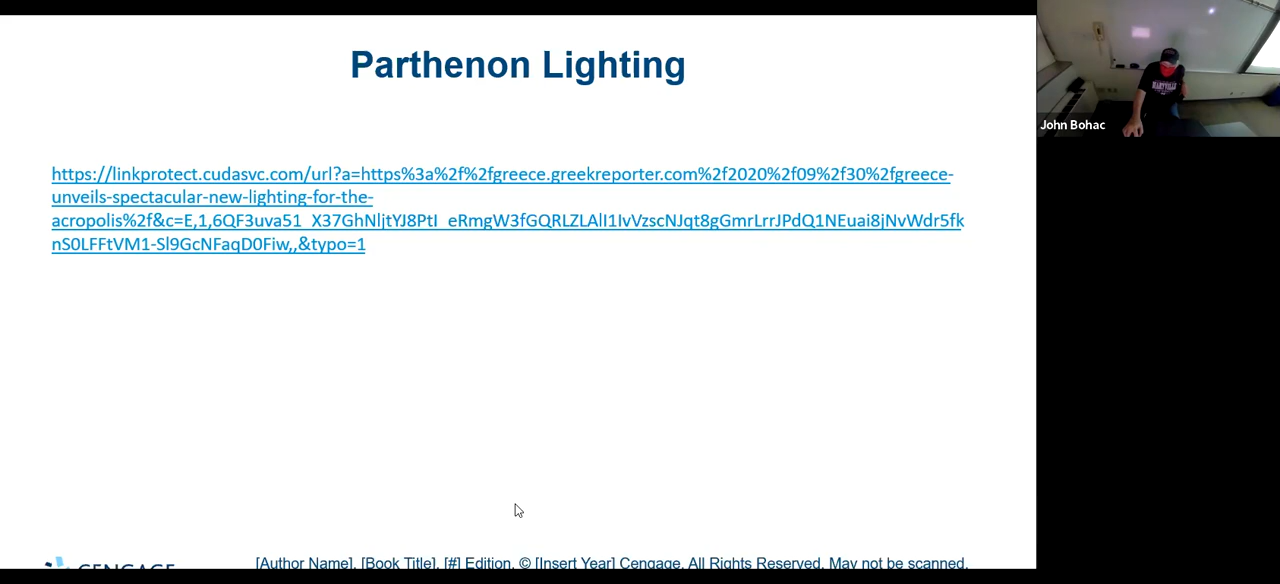 Parthenon Lighting
https://linkprotect.cudasvc.com/url?a=https%3a%2f%2fgreece.greekreporter.com%2f2020%2f09%2f30%2fgreece-
unveils-spectacular-new-lighting-for-the-
acropolis%2f&c=E,1,6QF3uva51_X37GhNljtYJ8PtI_eRmgW3fGQRLZLAlI1IvVzscNJqt8gGmrLrrJPdQ1NEuai8jNvWdr5fk
nS0LFFtVM1-Sl9GcNFaqD0Fiw,,&typo=1
CENGAGE
[Author Name], [Book Title], [#] Edition. © [Insert Year] Cengage. All Rights Reserved. May not be scanned,
John Bohac
MARYVILLE